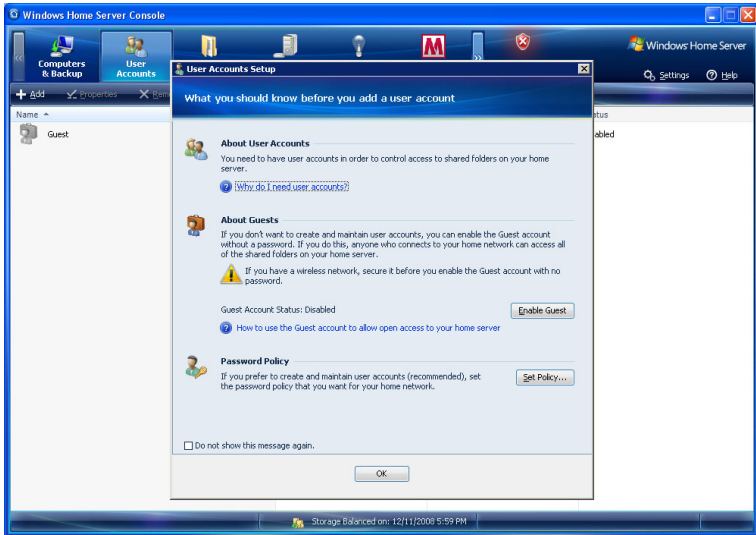 Windows Home Server Console
Computers
& Backup
User
Accounts
Windows Home Server
Settings
Help
Add
Properties
Name
Guest
User Accounts Setup
What you should know before you add a user account
About User Accounts
You need to have user accounts in order to control access to shared folders on your home
server.
Why do I need user accounts?
About Guests
If you don't want to create and maintain user accounts, you can enable the Guest account
without a password. If you do this, anyone who connects to your home network can access all
of the shared folders on your home server.
If you have a wireless network, secure it before you enable the Guest account with no
password.
Guest Account Status: Disabled
Enable Guest
How to use the Guest account to allow open access to your home server
Password Policy
If you prefer to create and maintain user accounts (recommended), set
the password policy that you want for your home network.
Set Policy...
Do not show this message again.
OK
Storage Balanced on: 12/11/2008 5:59 PM